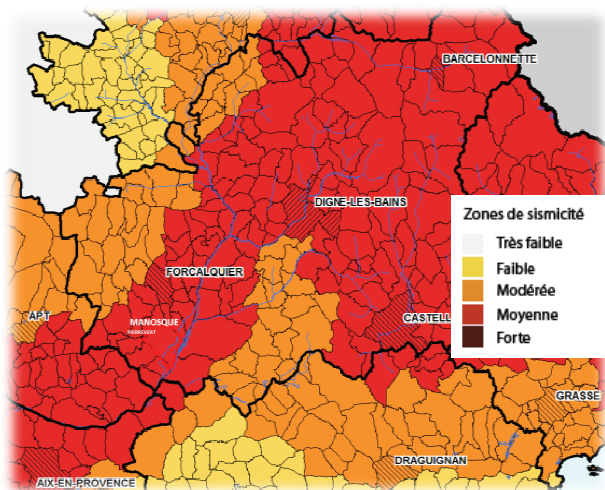 BARCELONNETTE
DIGNE-LES-BAINS
Zones de sismicité
Très faible
Faible
Modérée
Moyenne
Forte
FORCALQUIER
APT
MANOSQUE
PIERREVERT
CASTELL
GRASSE
DRAGUIGNAN
AIX-EN-PROVENCE